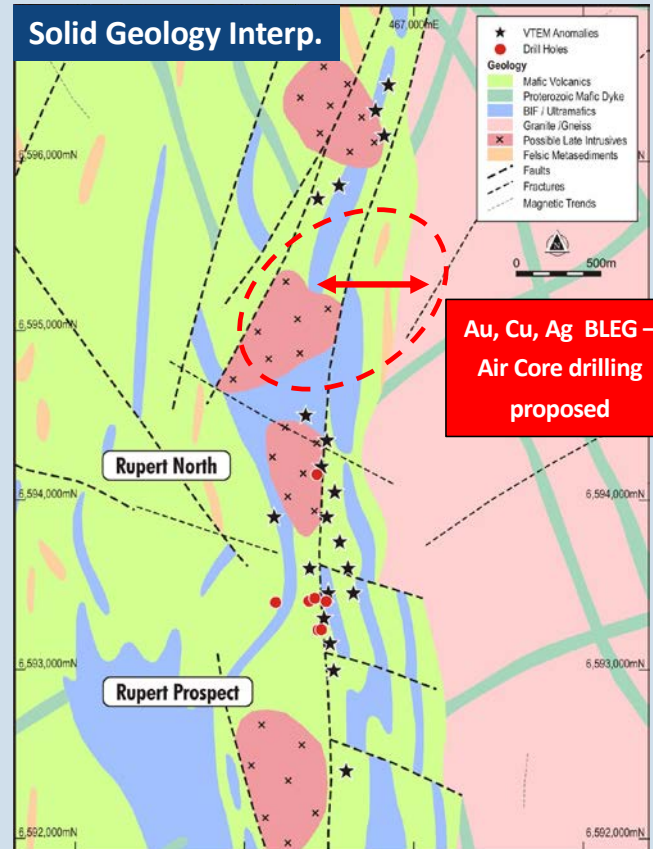 Solid Geology Interp.
467,000mE
VTEM Anomalies
Drill Holes
Geology
Mafic Volcanics
Proterozoic Mafic Dyke
BIF / Ultramatics
Granite /Gneiss
Possible Late Intrusives
Felsic Metasediments
Faults
Fractures
Magnetic Trends
6,596,000mN
0 500m
6,595,000mN
Au, Cu, Ag BLEG –
Air Core drilling
proposed
Rupert North
6,594,000mN
6,594,000mN
6,593,000mN
6,593,000mN
Rupert Prospect
6,592,000mN
6,592,000mN